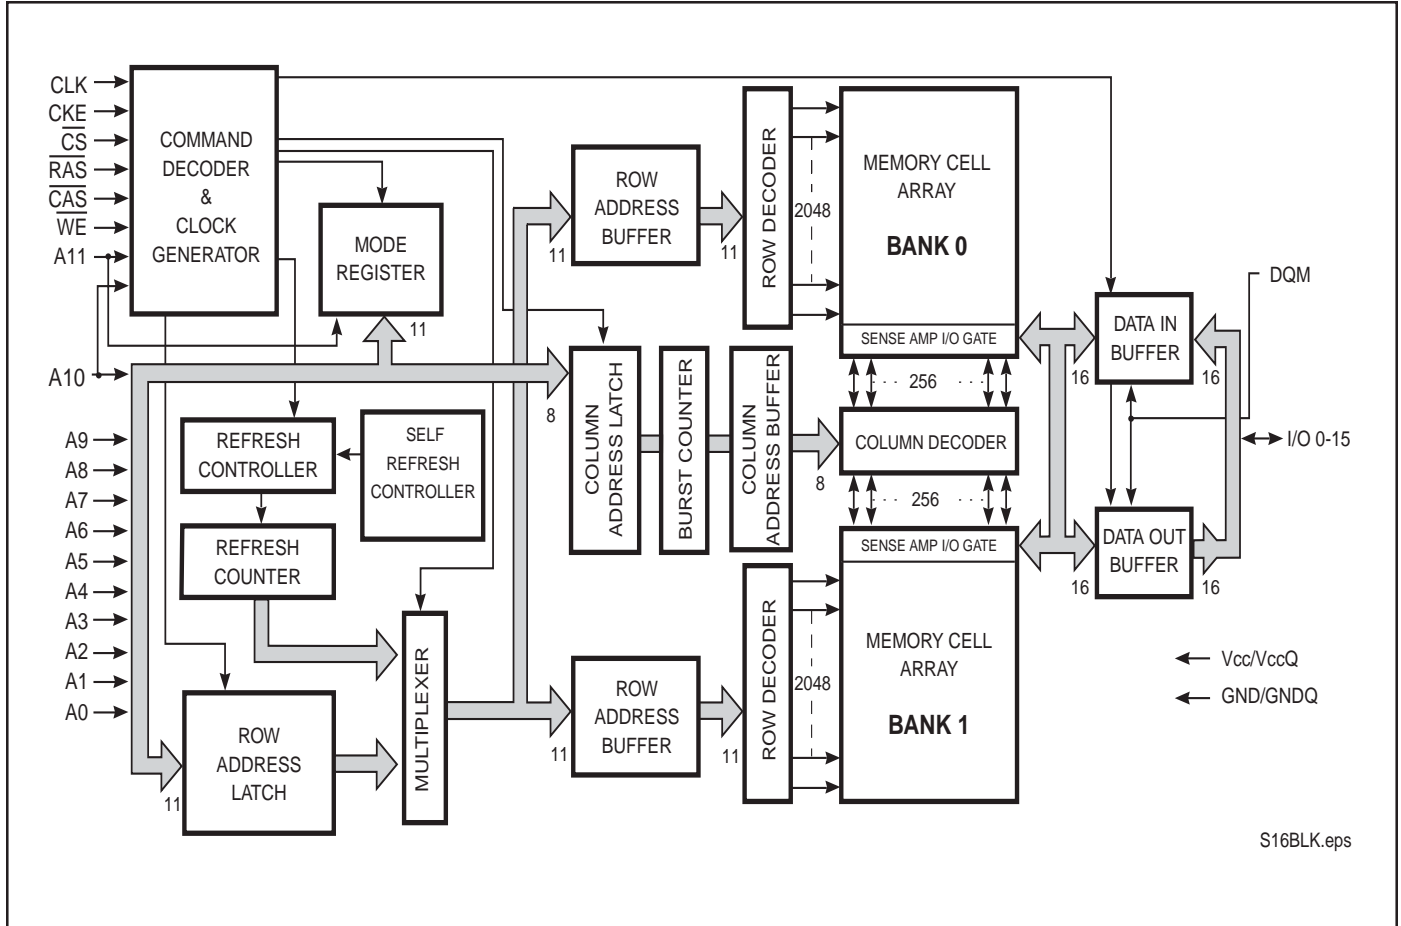 CLK
CKE
CS
RAS
CAS
WE
A11
A10
A9
A8
A7
A6
A5
A4
A3
A2
A1
A0
COMMAND
DECODER
&
CLOCK
GENERATOR
MODE
REGISTER
11
REFRESH
CONTROLLER
SELF
REFRESH
CONTROLLER
REFRESH
COUNTER
ROW
ADDRESS
LATCH
11
MULTIPLEXER
ROW
ADDRESS
BUFFER
11
11
ROW DECODER
2048
MEMORY CELL
ARRAY
BANK 0
SENSE AMP I/O GATE
8
COLUMN
ADDRESS LATCH
BURST COUNTER
COLUMN
ADDRESS BUFFER
8
256
COLUMN DECODER
256
ROW
ADDRESS
BUFFER
11
11
ROW DECODER
2048
SENSE AMP I/O GATE
MEMORY CELL
ARRAY
BANK 1
DQM
DATA IN
BUFFER
16
16
I/O 0-15
DATA OUT
BUFFER
16
16
Vcc/VccQ
GND/GNDQ
S16BLK.eps